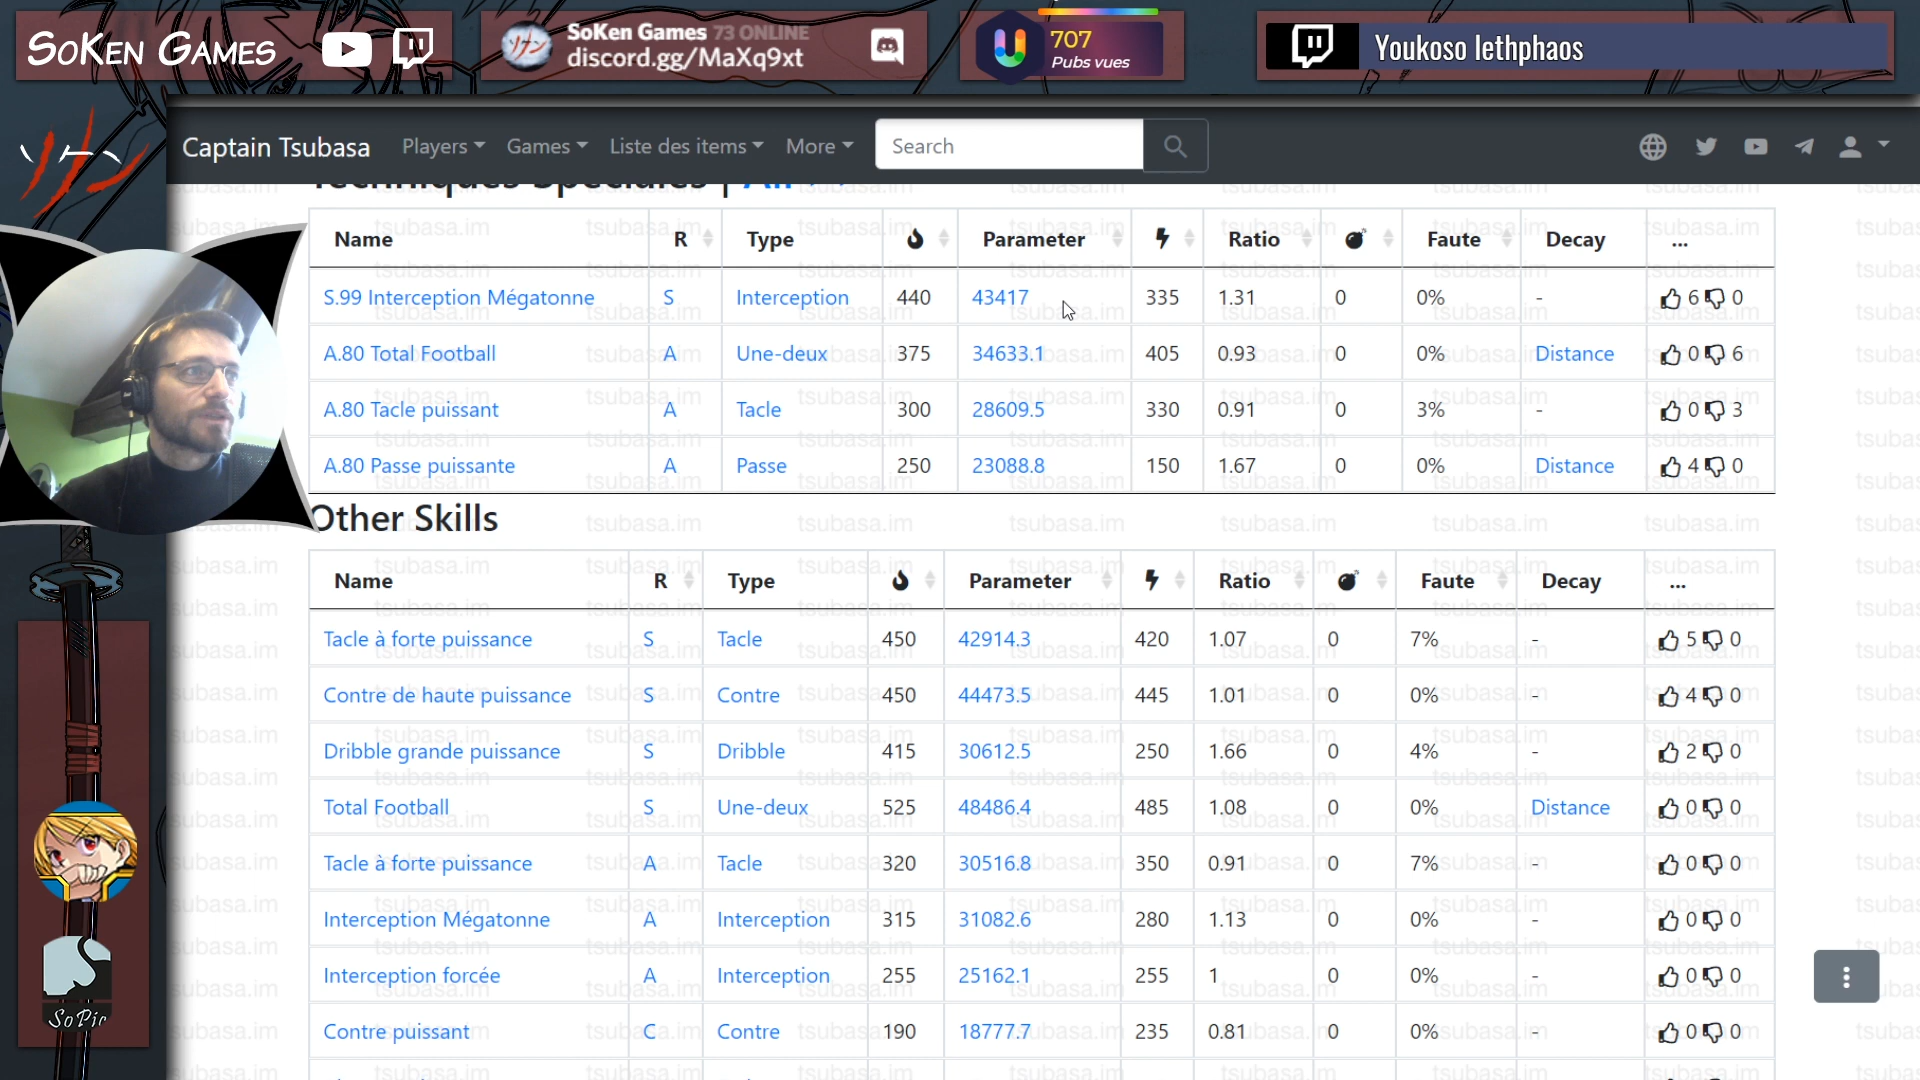 SoKen Games
SoKen Games 73 ONLINE
discord.gg/MaXq9xt
707
Pubs vues
Youkoso lethphaos
ソケン
Captain Tsubasa Players Games Liste des items More Search
Techniques Spéciales | All
Name R Type Parameter Ratio Faute Decay ...
S.99 Interception Mégatonne S Interception 440 43417 335 1.31 0 0% - 6 0
A.80 Total Football A Une-deux 375 34633.1 405 0.93 0 0% Distance 0 6
A.80 Tacle puissant A Tacle 300 28609.5 330 0.91 0 3% - 0 3
A.80 Passe puissante A Passe 250 23088.8 150 1.67 0 0% Distance 4 0
Other Skills
Name R Type Parameter Ratio Faute Decay ...
Tacle à forte puissance S Tacle 450 42914.3 420 1.07 0 7% - 5 0
Contre de haute puissance S Contre 450 44473.5 445 1.01 0 0% - 4 0
Dribble grande puissance S Dribble 415 30612.5 250 1.66 0 4% - 2 0
Total Football S Une-deux 525 48486.4 485 1.08 0 0% Distance 0 0
Tacle à forte puissance A Tacle 320 30516.8 350 0.91 0 7% - 0 0
Interception Mégatonne A Interception 315 31082.6 280 1.13 0 0% - 0 0
Interception forcée A Interception 255 25162.1 255 1 0 0% - 0 0
Contre puissant C Contre 190 18777.7 235 0.81 0 0% - 0 0
SoPic
tsubasa.im